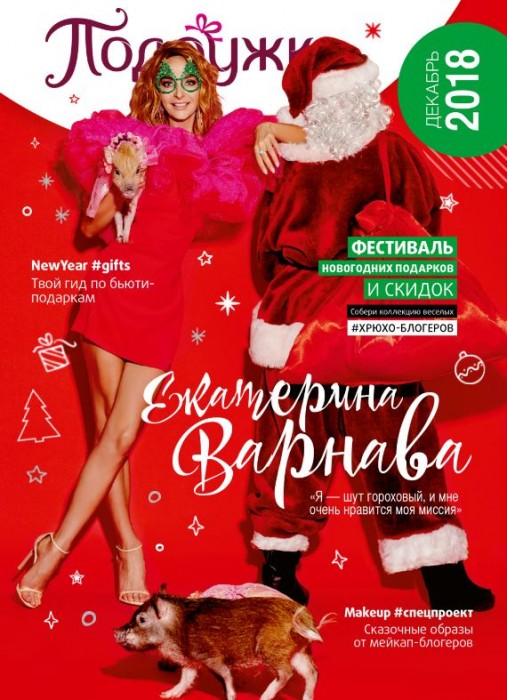 Подружка
ДЕКАБРЬ
2018
NewYear #gifts
Твой гид по бьюти-
подаркам
ФЕСТИВАЛЬ
НОВОГОДНИХ ПОДАРКОВ
И СКИДОК
Собери коллекцию веселых
#ХРЮХО-БЛОГЕРОВ
Екатерина
Варнава
«Я — шут гороховый, и мне
очень нравится моя миссия»
Makeup #спецпроект
Сказочные образы
от мейкап-блогеров